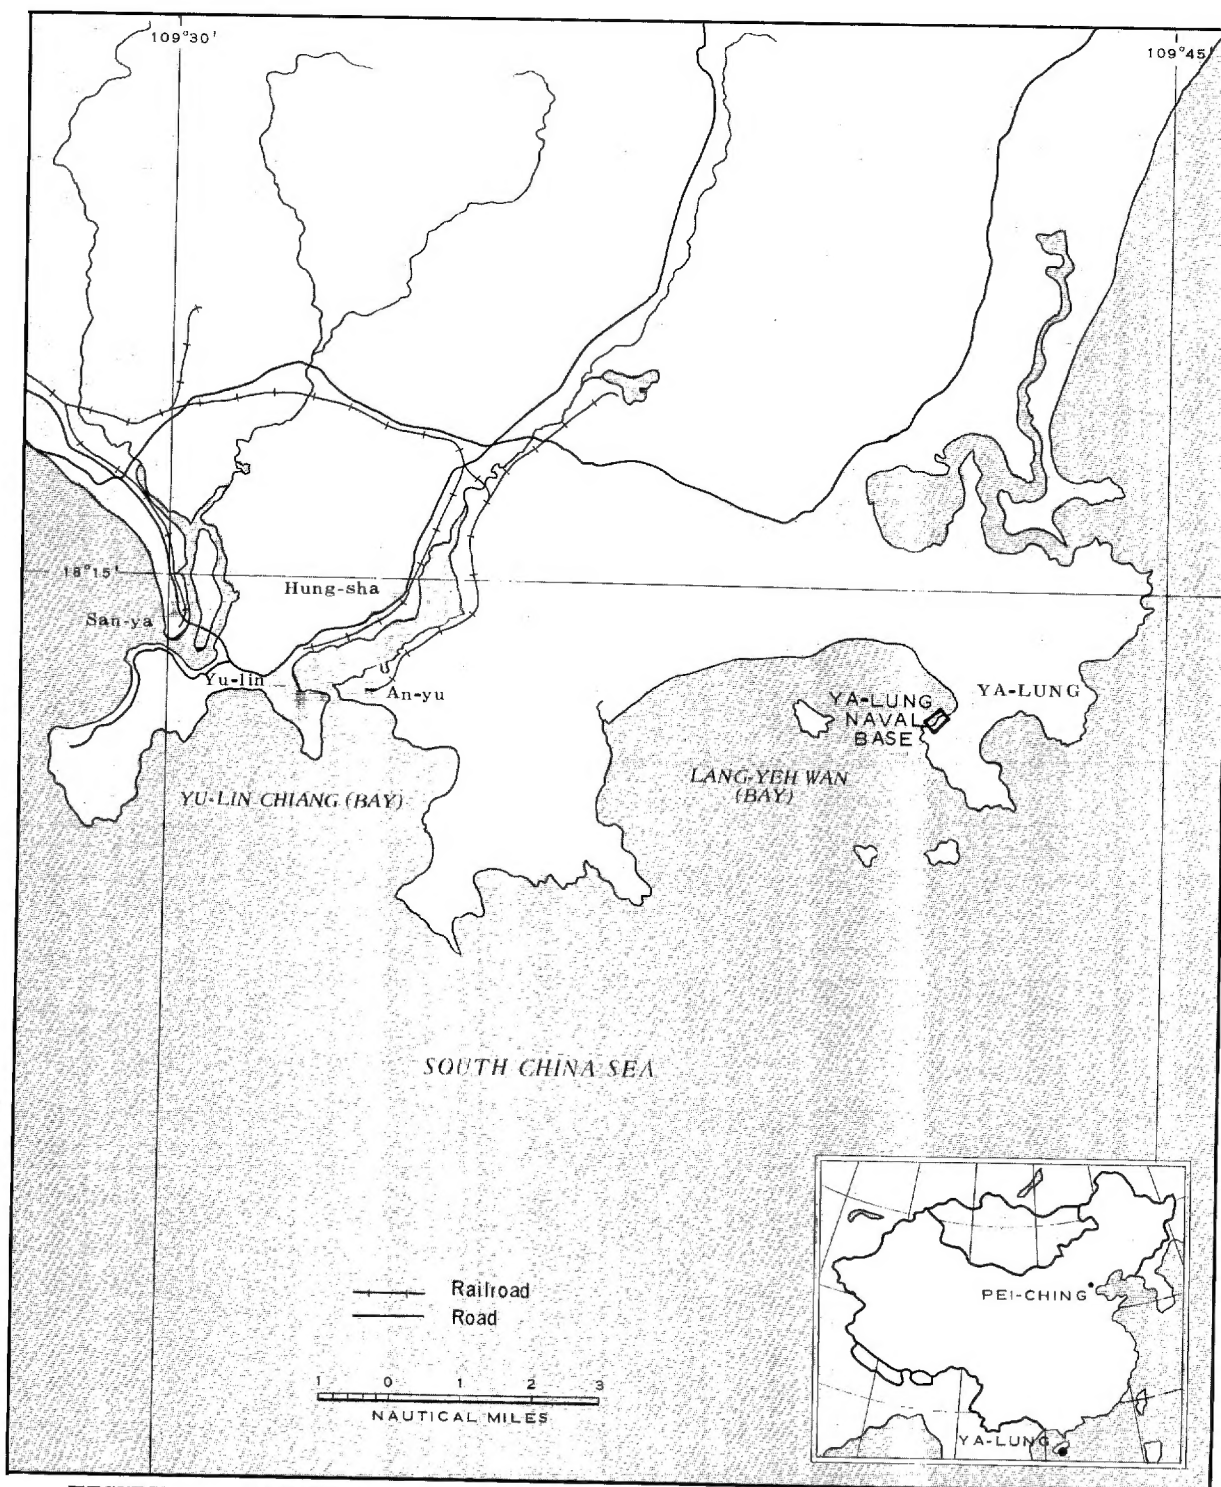 109°30'
109°45'
18°15'
Hung-sha
San-ya
Yu-lin
An-yu
YA-LUNG
NAVAL
BASE
YA-LUNG
YU-LIN CHIANG (BAY)
LANG-YEH WAN
(BAY)
SOUTH CHINA SEA
Railroad
Road
1 0 1 2 3
NAUTICAL MILES
PEI-CHING
YA-LUNG